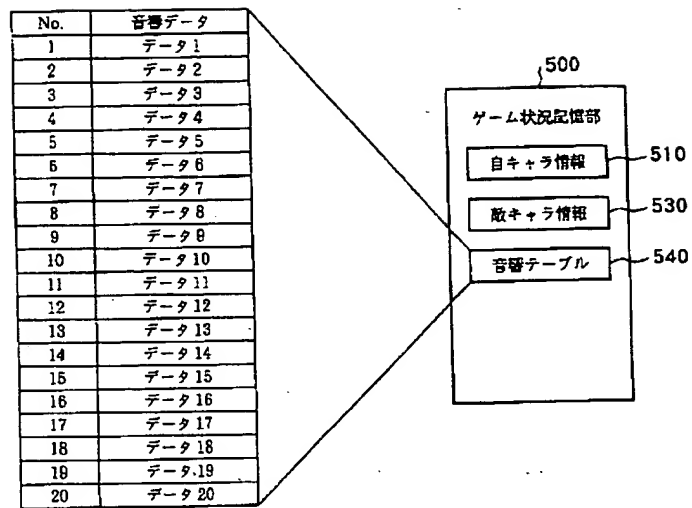 No. 音響データ
1 データ1
2 データ2
3 データ3
4 データ4
5 データ5
6 データ6
7 データ7
8 データ8
9 データ9
10 データ10
11 データ11
12 データ12
13 データ13
14 データ14
15 データ15
16 データ16
17 データ17
18 データ18
19 データ19
20 データ20
500
ゲーム状況記憶部
自キャラ情報 510
敵キャラ情報 530
音響テーブル 540